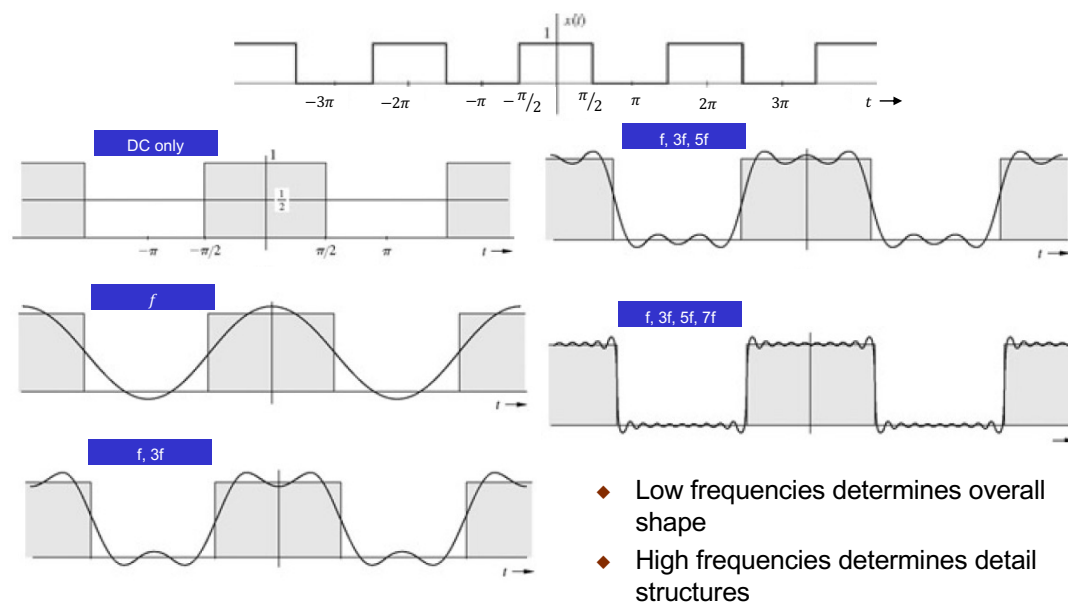 x(t)
1
−3π −2π −π −π/2 π/2 π 2π 3π t
DC only
1
1/2
−π −π/2 π/2 π t
f
t
f, 3f
t
f, 3f, 5f
t
f, 3f, 5f, 7f
◆ Low frequencies determines overall
shape
◆ High frequencies determines detail
structures